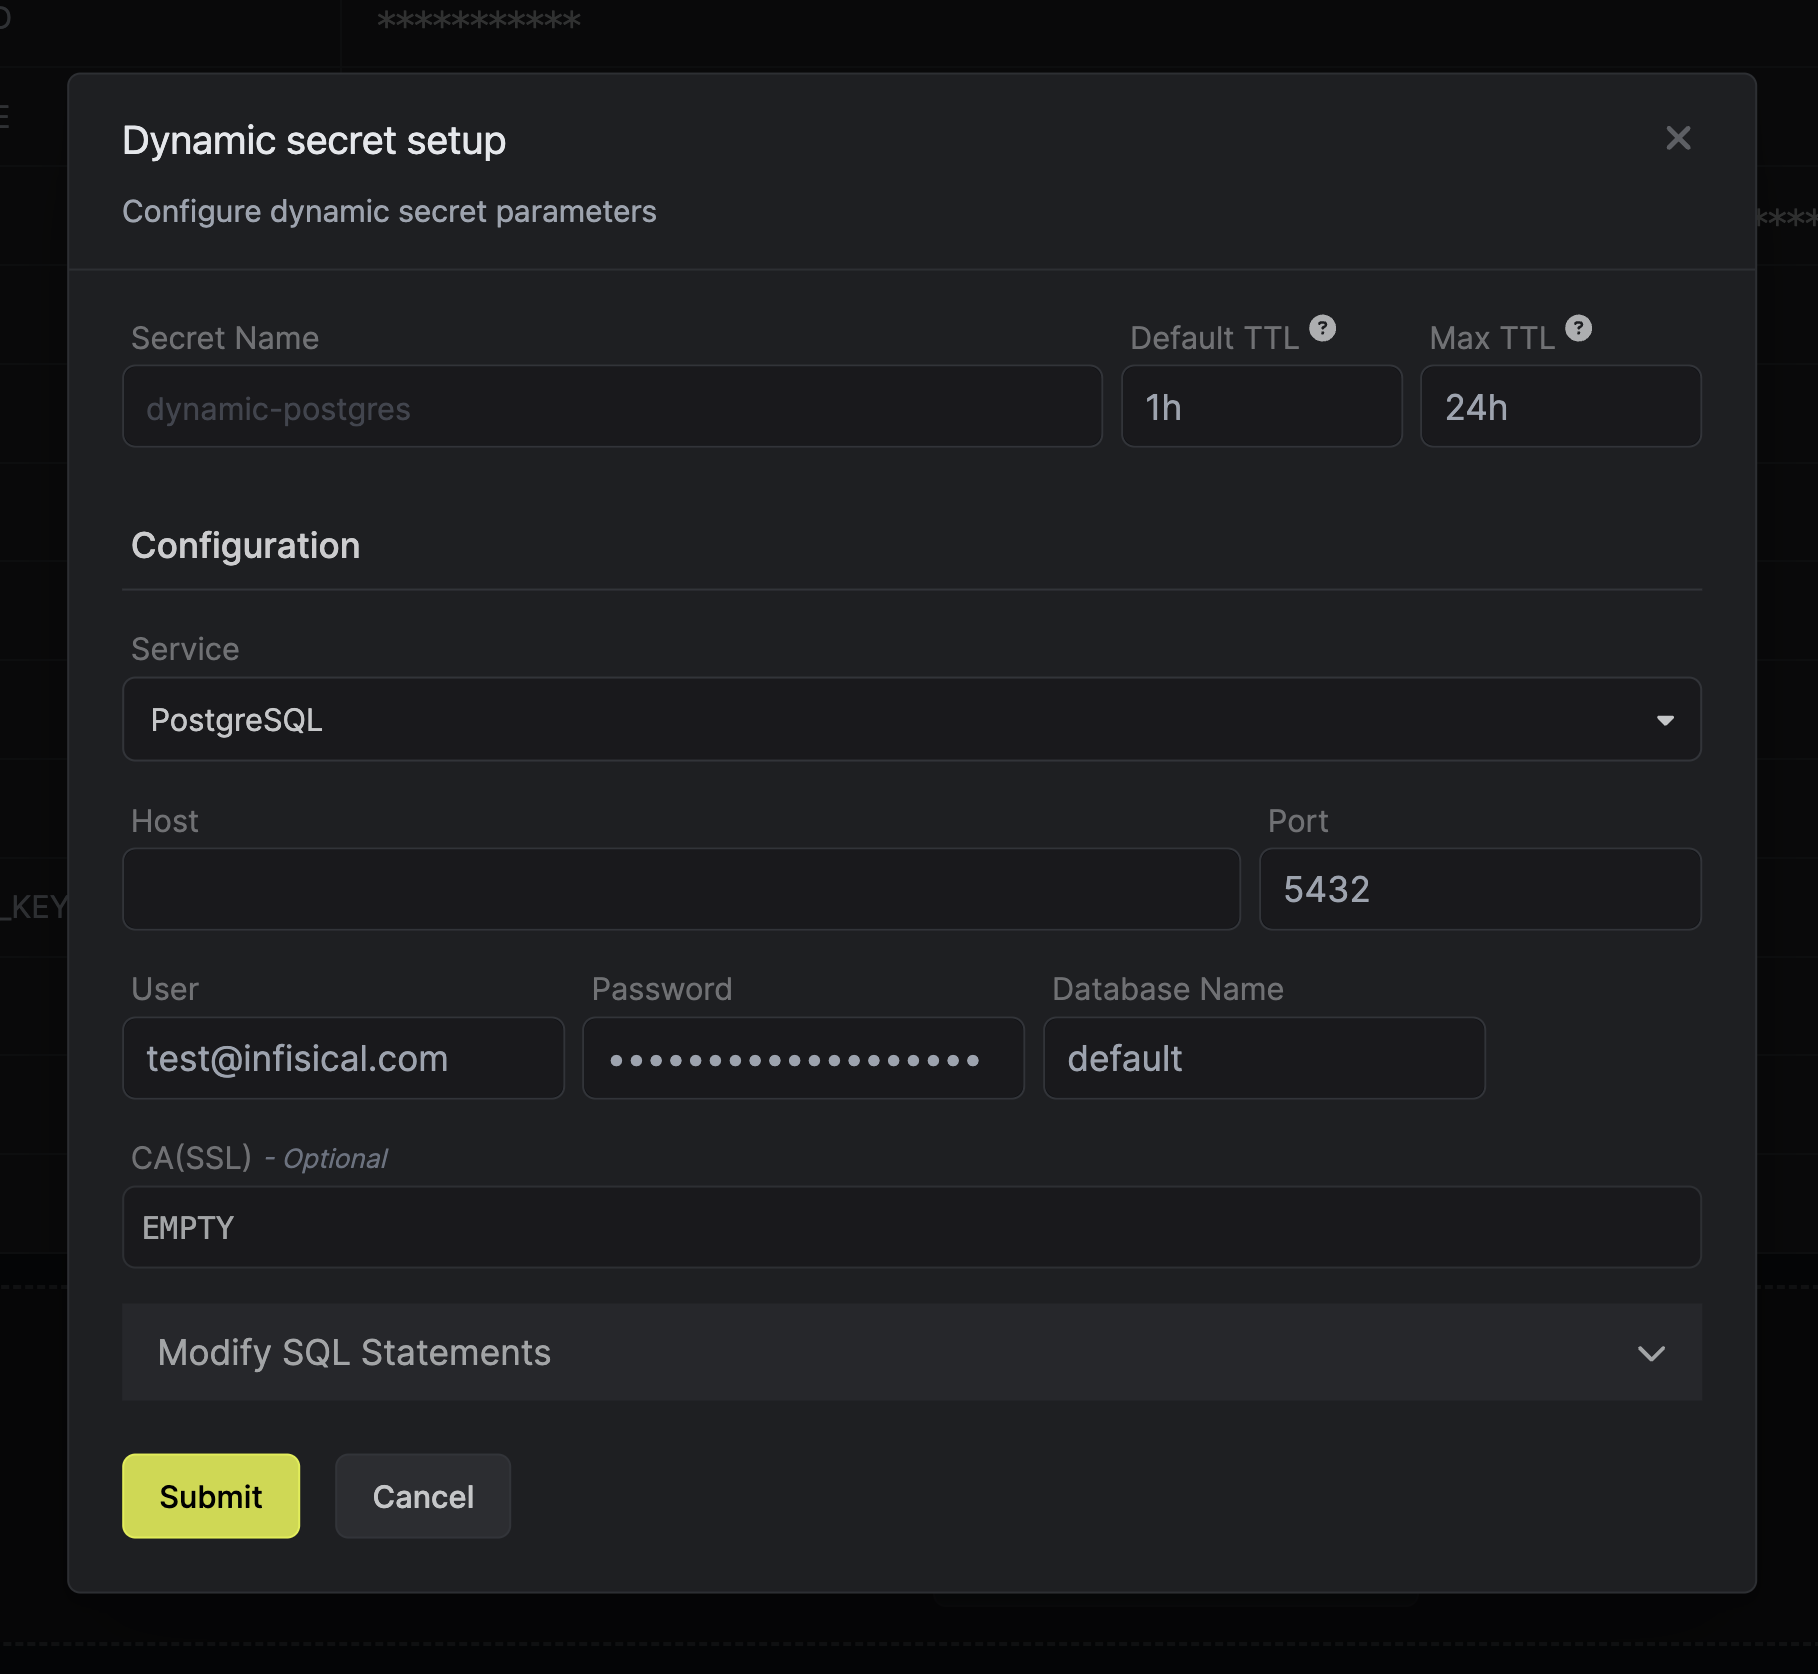 ***********
Dynamic secret setup
Configure dynamic secret parameters
****
Secret Name
Default TTL ?
Max TTL ?
dynamic-postgres
1h
24h
Configuration
Service
PostgreSQL
Host
Port
5432
_KEY
User
Password
Database Name
test@infisical.com
•••••••••••••••••••
default
CA(SSL) - Optional
EMPTY
Modify SQL Statements
Submit
Cancel